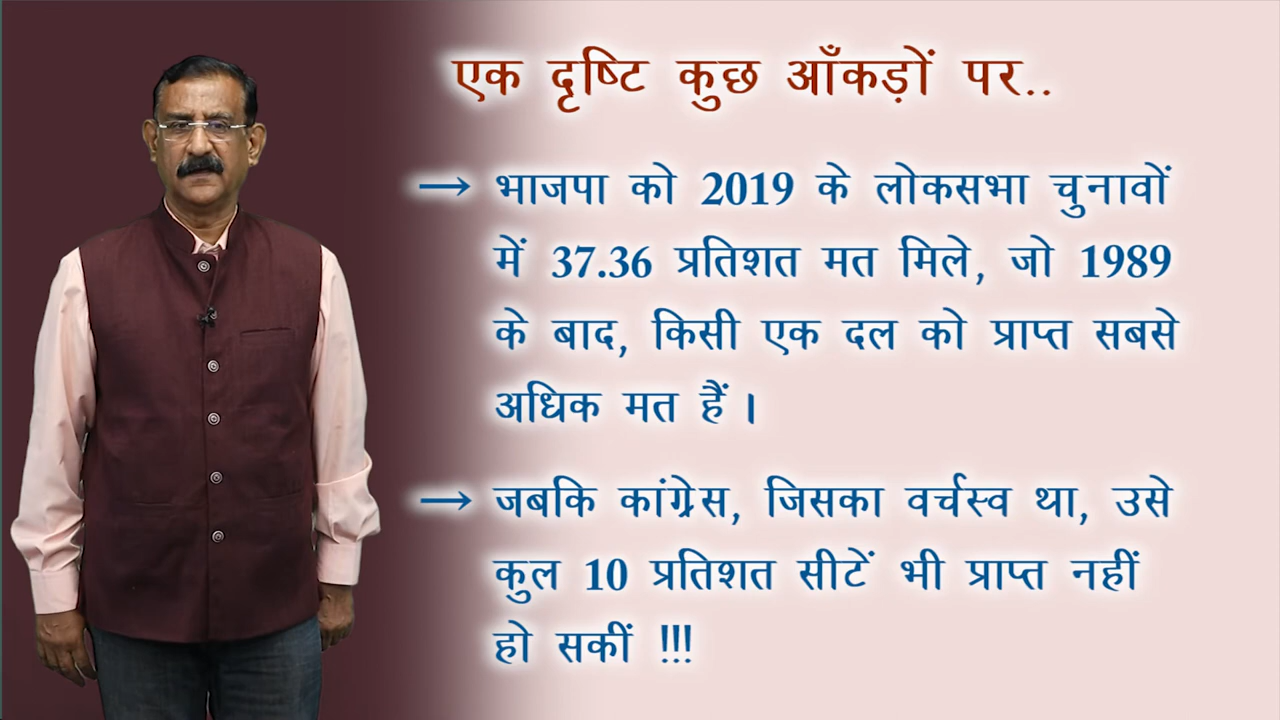 एक दृष्टि कुछ आँकड़ों पर..
→ भाजपा को 2019 के लोकसभा चुनावों
में 37.36 प्रतिशत मत मिले, जो 1989
के बाद, किसी एक दल को प्राप्त सबसे
अधिक मत हैं ।
→ जबकि कांग्रेस, जिसका वर्चस्व था, उसे
कुल 10 प्रतिशत सीटें भी प्राप्त नहीं
हो सकीं !!!